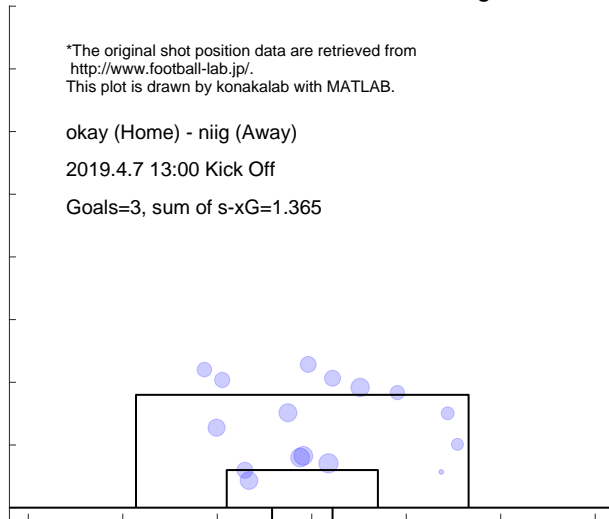 *The original shot position data are retrieved from
http://www.football-lab.jp/.
This plot is drawn by konakalab with MATLAB.
okay (Home) - niig (Away)
2019.4.7 13:00 Kick Off
Goals=3, sum of s-xG=1.365